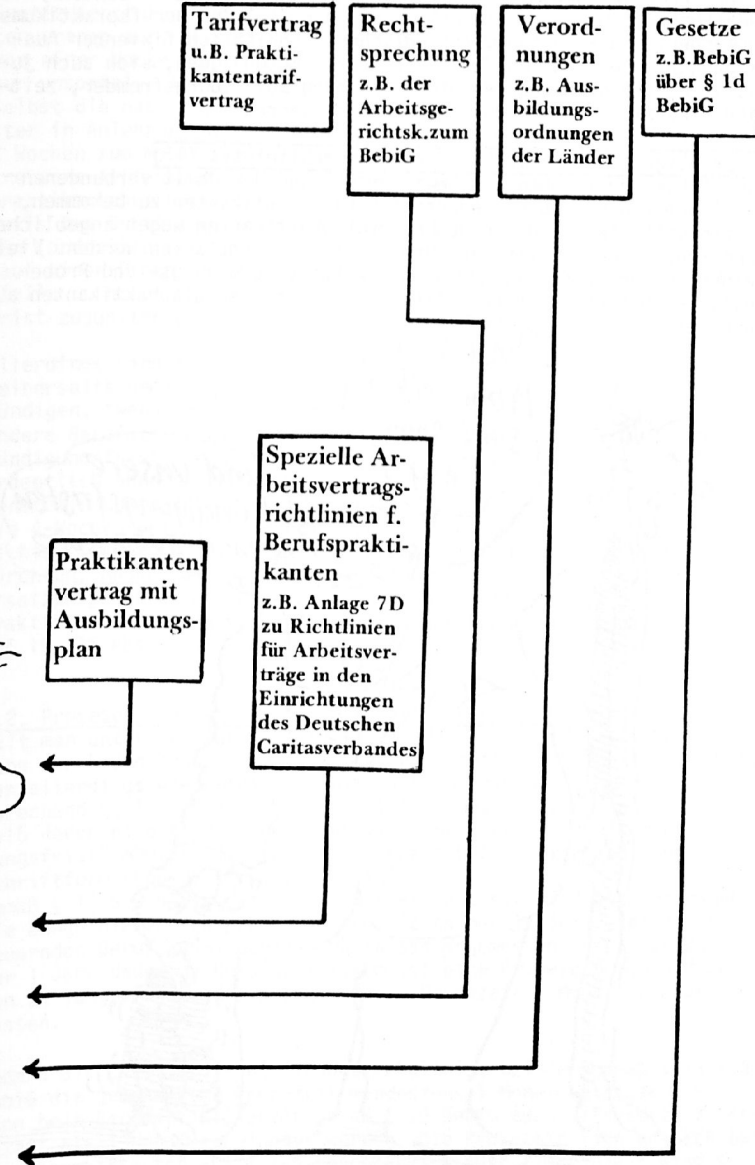 Tarifvertrag
u.B. Prakti-
kantentarif-
vertrag
Recht-
sprechung
z.B. der
Arbeitsge-
richtsk.zum
BebiG
Verord-
nungen
z.B. Aus-
bildungs-
ordnungen
der Länder
Gesetze
z.B.BebiG
über § 1d
BebiG
Spezielle Ar-
beitsvertrags-
richtlinien f.
Berufsprakti-
kanten
z.B. Anlage 7D
zu Richtlinien
für Arbeitsver-
träge in den
Einrichtungen
des Deutschen
Caritasverbandes
Praktikanten-
vertrag mit
Ausbildungs-
plan